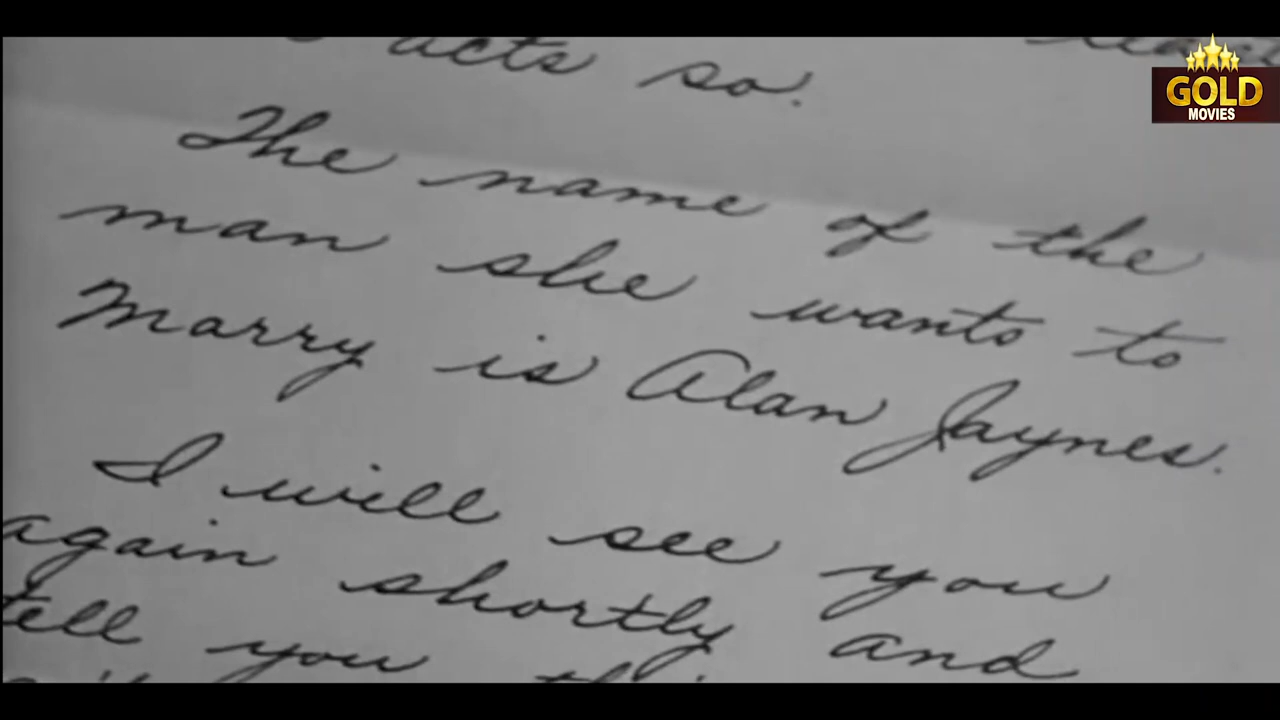 acts so.
GOLD
MOVIES
The name of the
man she wants to
Marry is Alan Jaynes.
I will see you
again shortly and
tell you